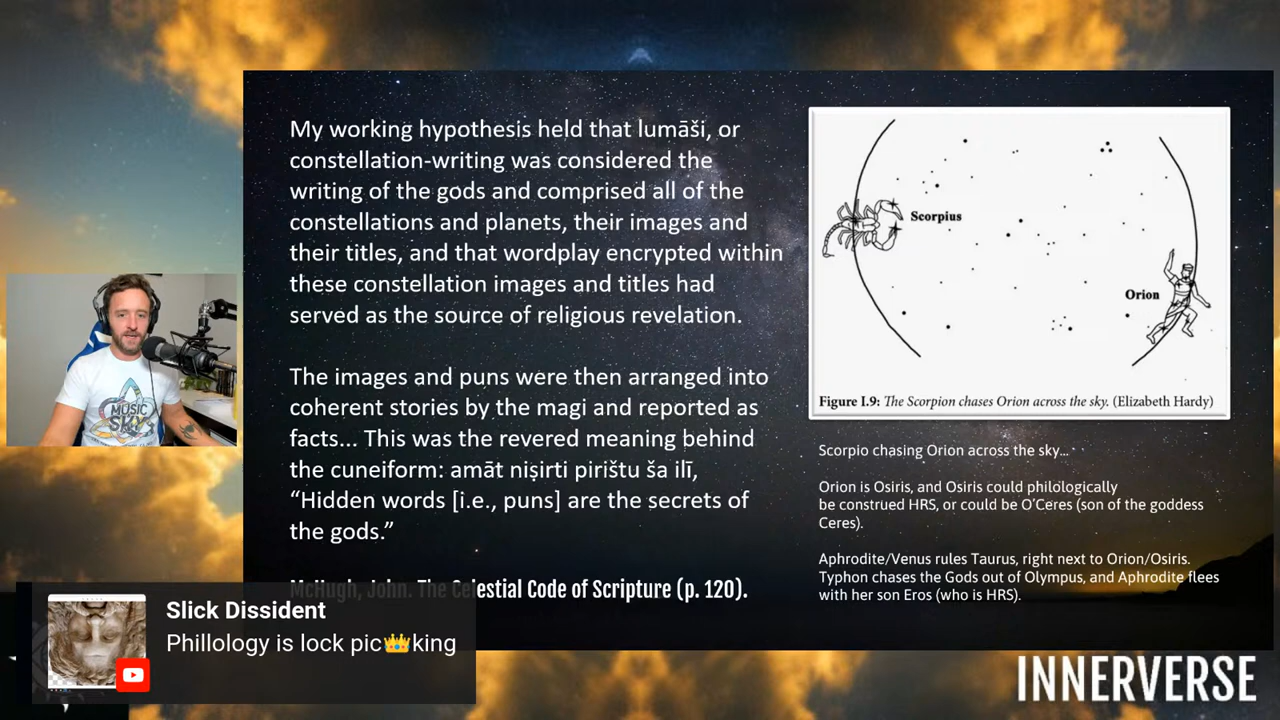 My working hypothesis held that lumāši, or
constellation-writing was considered the
writing of the gods and comprised all of the
constellations and planets, their images and
their titles, and that wordplay encrypted within
these constellation images and titles had
served as the source of religious revelation.
The images and puns were then arranged into
coherent stories by the magi and reported as
facts... This was the revered meaning behind
the cuneiform: amāt niṣirti pirištu ša ilī,
“Hidden words [i.e., puns] are the secrets of
the gods.”
McHugh, John. The Celestial Code of Scripture (p. 120).
Scorpius
Orion
Figure I.9: The Scorpion chases Orion across the sky. (Elizabeth Hardy)
Scorpio chasing Orion across the sky...
Orion is Osiris, and Osiris could philologically
be construed HRS, or could be O'Ceres (son of the goddess
Ceres).
Aphrodite/Venus rules Taurus, right next to Orion/Osiris.
Typhon chases the Gods out of Olympus, and Aphrodite flees
with her son Eros (who is HRS).
MUSIC
SKY
Slick Dissident
Phillology is lock pic👑king
INNERVERSE